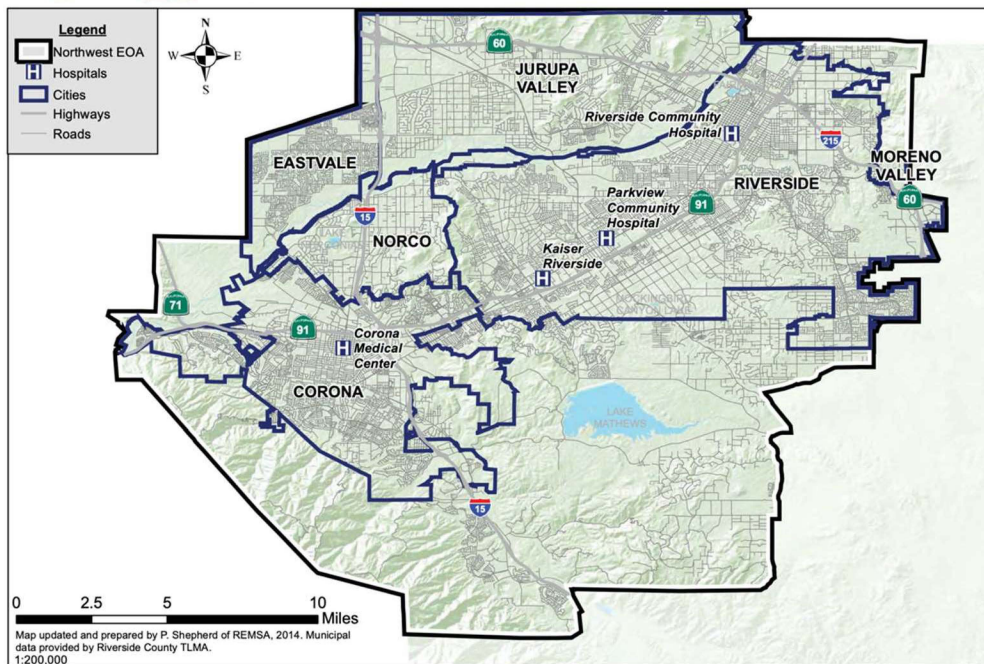 Legend
Northwest EOA
Hospitals
Cities
Highways
Roads
N
W
E
S
60
JURUPA
VALLEY
Riverside Community
Hospital
215
EASTVALE
MORENO
VALLEY
RIVERSIDE
60
Parkview
Community
Hospital
91
15
NORCO
Kaiser
Riverside
71
91
Corona
Medical
Center
CORONA
LAKE
MATHEWS
15
0 2.5 5 10
Miles
Map updated and prepared by P. Shepherd of REMSA, 2014. Municipal
data provided by Riverside County TLMA.
1:200,000